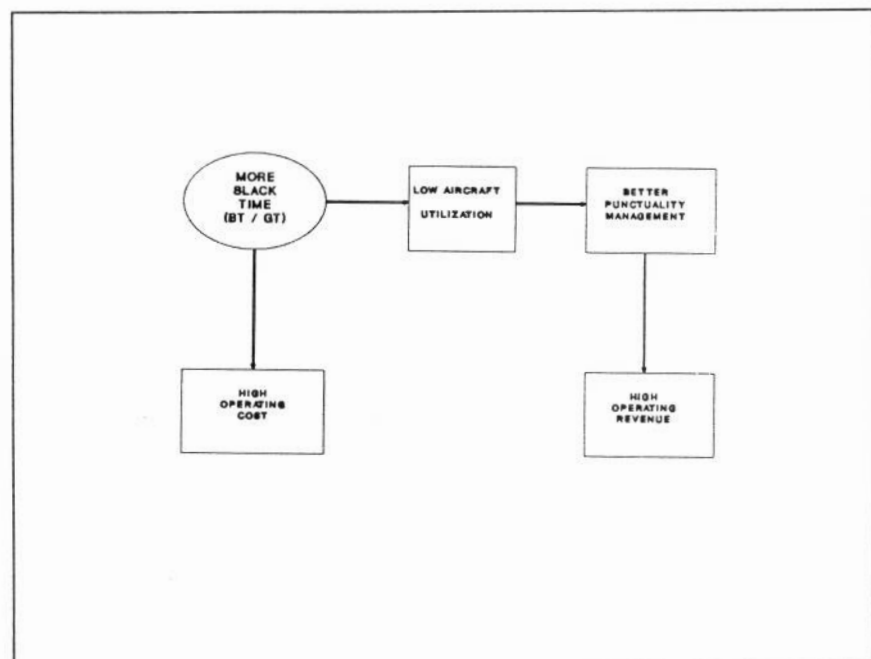 MORE
SLACK
TIME
(BT / GT)
LOW AIRCRAFT
UTILIZATION
BETTER
PUNCTUALITY
MANAGEMENT
HIGH
OPERATING
COST
HIGH
OPERATING
REVENUE